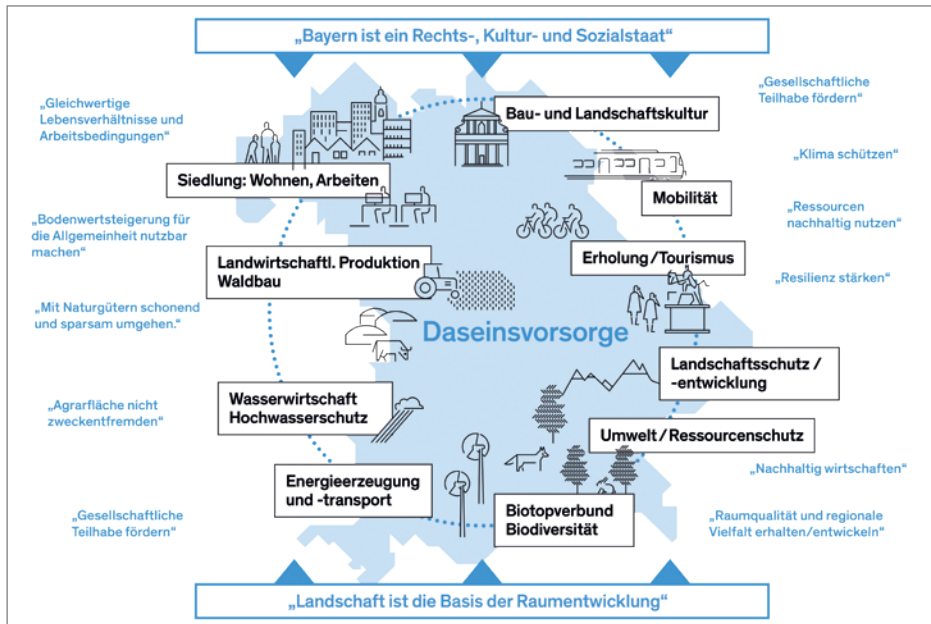 „Bayern ist ein Rechts-, Kultur- und Sozialstaat“
„Gleichwertige
Lebensverhältnisse und
Arbeitsbedingungen“
„Bodenwertsteigerung für
die Allgemeinheit nutzbar
machen“
„Mit Naturgütern schonend
und sparsam umgehen.“
„Agrarfläche nicht
zweckentfremden“
„Gesellschaftliche
Teilhabe fördern“
Siedlung: Wohnen, Arbeiten
Landwirtschaftl. Produktion
Waldbau
Wasserwirtschaft
Hochwasserschutz
Energieerzeugung
und -transport
Daseinsvorsorge
Bau- und Landschaftskultur
Mobilität
Erholung/Tourismus
Landschaftsschutz /
-entwicklung
Umwelt/Ressourcenschutz
Biotopverbund
Biodiversität
„Gesellschaftliche
Teilhabe fördern“
„Klima schützen“
„Ressourcen
nachhaltig nutzen“
„Resilienz stärken“
„Nachhaltig wirtschaften“
„Raumqualität und regionale
Vielfalt erhalten/entwickeln“
„Landschaft ist die Basis der Raumentwicklung“